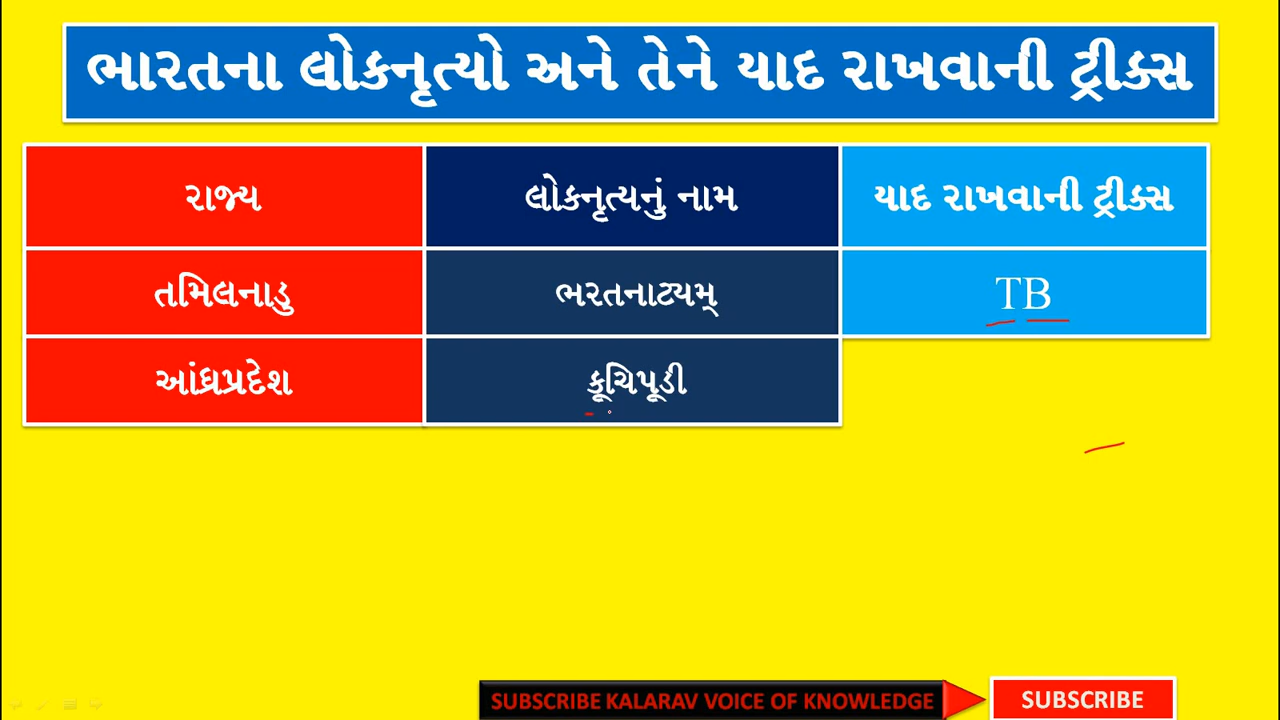 ભારતના લોકનૃત્યો અને તેને યાદ રાખવાની ટ્રીક્સ
રાજ્ય લોકનૃત્યનું નામ યાદ રાખવાની ટ્રીક્સ
તમિલનાડુ ભરતનાટ્યમ્ TB
આંધ્રપ્રદેશ કૂચિપૂડી
SUBSCRIBE KALARAV VOICE OF KNOWLEDGE SUBSCRIBE